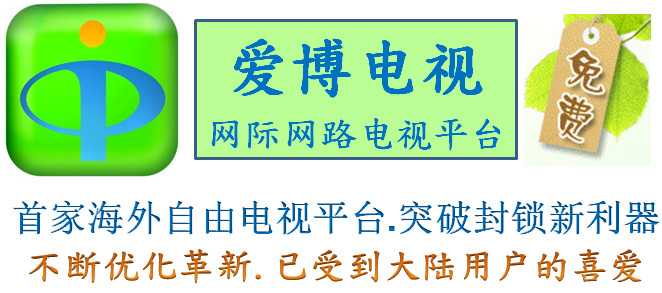 爱博电视
网际网路电视平台
免费
首家海外自由电视平台.突破封锁新利器
不断优化革新.已受到大陆用户的喜爱